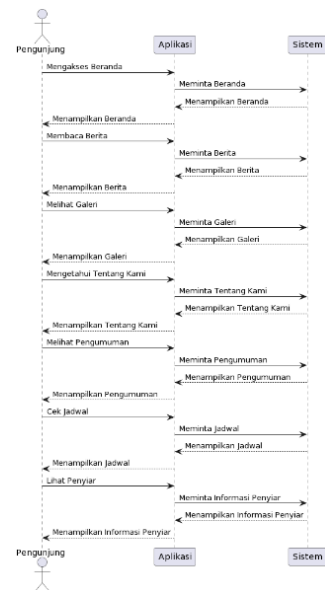 Pengunjung
Aplikasi
Sistem
Mengakses Beranda
Meminta Beranda
Menampilkan Beranda
Menampilkan Beranda
Membaca Berita
Meminta Berita
Menampilkan Berita
Menampilkan Berita
Melihat Galeri
Meminta Galeri
Menampilkan Galeri
Menampilkan Galeri
Mengetahui Tentang Kami
Meminta Tentang Kami
Menampilkan Tentang Kami
Menampilkan Tentang Kami
Melihat Pengumuman
Meminta Pengumuman
Menampilkan Pengumuman
Menampilkan Pengumuman
Cek Jadwal
Meminta Jadwal
Menampilkan Jadwal
Menampilkan Jadwal
Lihat Penyiar
Meminta Informasi Penyiar
Menampilkan Informasi Penyiar
Menampilkan Informasi Penyiar
Pengunjung
Aplikasi
Sistem